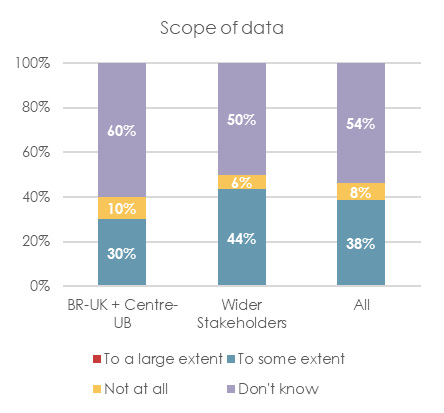 Scope of data
100%
80%
60%
40%
20%
0%
60%
50%
54%
10%
6%
8%
30%
44%
38%
BR-UK + Centre-
UB
Wider
Stakeholders
All
To a large extent
To some extent
Not at all
Don't know